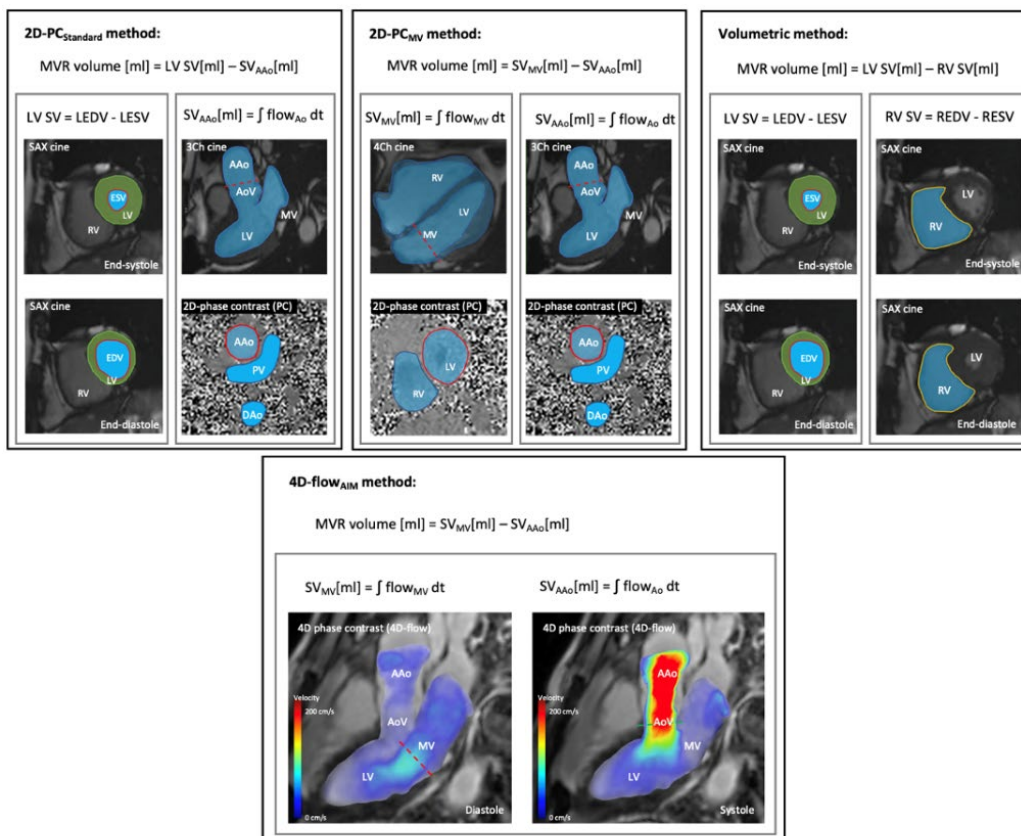 2D-PCStandard method:
MVR volume [ml] = LV SV[ml] – SVAAo[ml]
LV SV = LEDV - LESV
SAX cine
ESV
LV
RV
End-systole
SAX cine
EDV
LV
RV
End-diastole
SVAAo[ml] = ∫ flowAo dt
3Ch cine
AAo
AoV
MV
LV
2D-phase contrast (PC)
AAo
PV
DAo
2D-PCMV method:
MVR volume [ml] = SVMV[ml] – SVAAo[ml]
SVMV[ml] = ∫ flowMV dt
4Ch cine
RV
LV
MV
LV
RV
SVAAo[ml] = ∫ flowAo dt
3Ch cine
AAo
AoV
MV
LV
2D-phase contrast (PC)
AAo
PV
DAo
Volumetric method:
MVR volume [ml] = LV SV[ml] – RV SV[ml]
LV SV = LEDV - LESV
SAX cine
ESV
LV
RV
End-systole
SAX cine
EDV
LV
RV
End-diastole
RV SV = REDV - RESV
SAX cine
LV
RV
End-systole
SAX cine
LV
RV
End-diastole
4D-flowAIM method:
MVR volume [ml] = SVMV[ml] – SVAAo[ml]
SVMV[ml] = ∫ flowMV dt
4D phase contrast (4D-flow)
AAo
Velocity
200 cm/s
AoV
MV
LV
0 cm/s
Diastole
SVAAo[ml] = ∫ flowAo dt
4D phase contrast (4D-flow)
AAo
Velocity
200 cm/s
AoV
MV
LV
0 cm/s
Systole